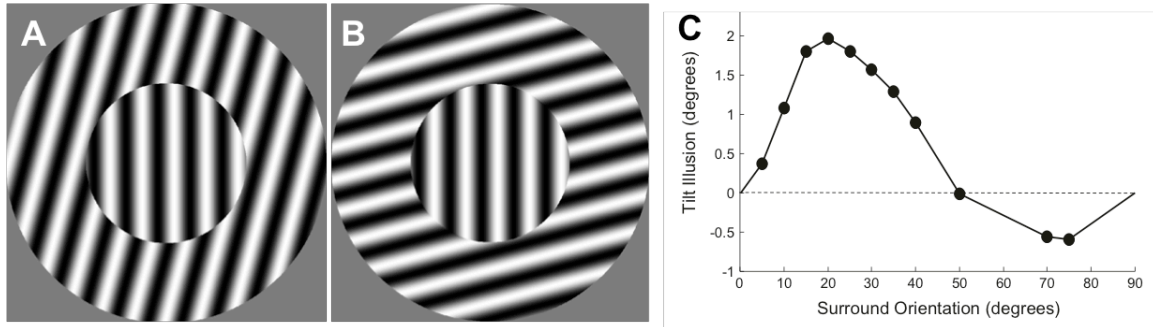 A
B
C
Tilt Illusion (degrees)
2
1.5
1
0.5
0
-0.5
-1
0 10 20 30 40 50 60 70 80 90
Surround Orientation (degrees)